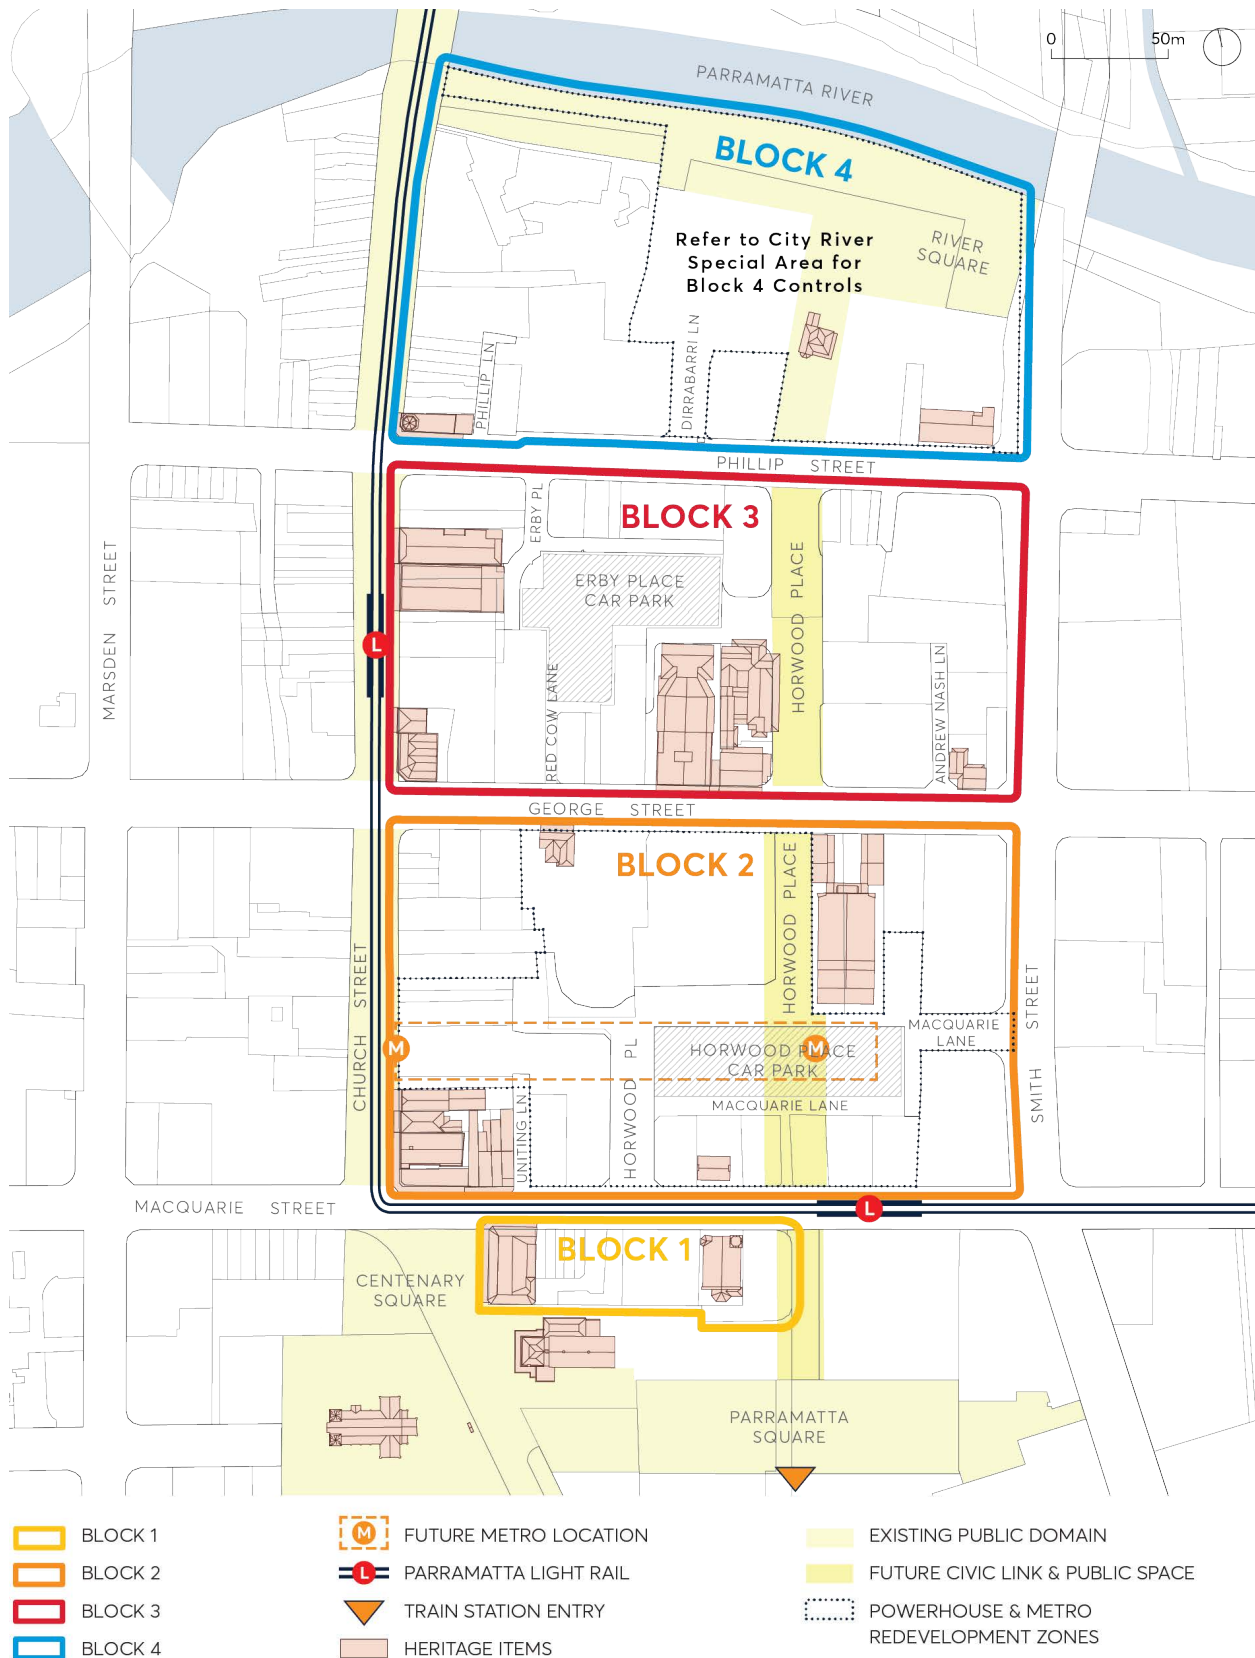 0 50m
PARRAMATTA RIVER
BLOCK 4
Refer to City River
Special Area for
Block 4 Controls
RIVER
SQUARE
PHILLIP LN
DIRRABARRI LN
PHILLIP STREET
BLOCK 3
ERBY PL
ERBY PLACE
CAR PARK
HORWOOD PLACE
MARSDEN STREET
L
RED COW LANE
ANDREW NASH LN
GEORGE STREET
BLOCK 2
HORWOOD PLACE
CHURCH STREET
SMITH STREET
MACQUARIE
LANE
M
HORWOOD PL
HORWOOD PLACE
CAR PARK
M
MACQUARIE LANE
UNITING LN
MACQUARIE STREET
L
BLOCK 1
CENTENARY
SQUARE
PARRAMATTA
SQUARE
BLOCK 1
BLOCK 2
BLOCK 3
BLOCK 4
M FUTURE METRO LOCATION
L PARRAMATTA LIGHT RAIL
TRAIN STATION ENTRY
HERITAGE ITEMS
EXISTING PUBLIC DOMAIN
FUTURE CIVIC LINK & PUBLIC SPACE
POWERHOUSE & METRO
REDEVELOPMENT ZONES